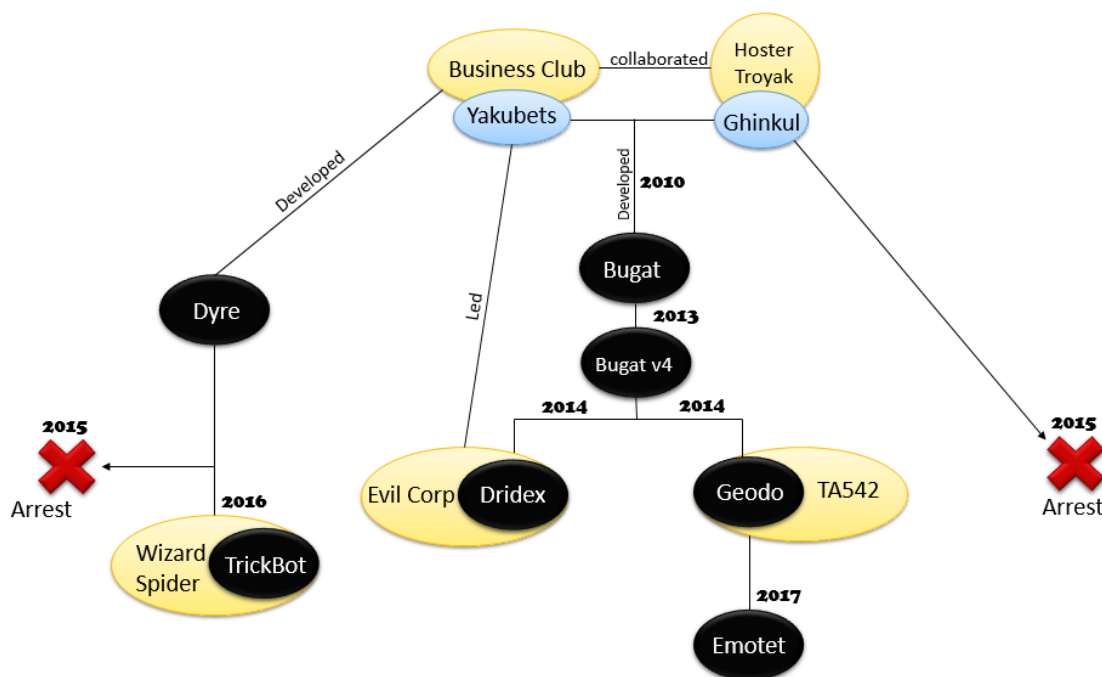 Business Club
collaborated
Hoster
Troyak
Yakubets
Ghinkul
Developed
Developed
2010
Bugat
Led
Dyre
2013
Bugat v4
2014
2014
2015
Arrest
2015
Arrest
Evil Corp
Dridex
Geodo
TA542
2016
Wizard
Spider
TrickBot
2017
Emotet